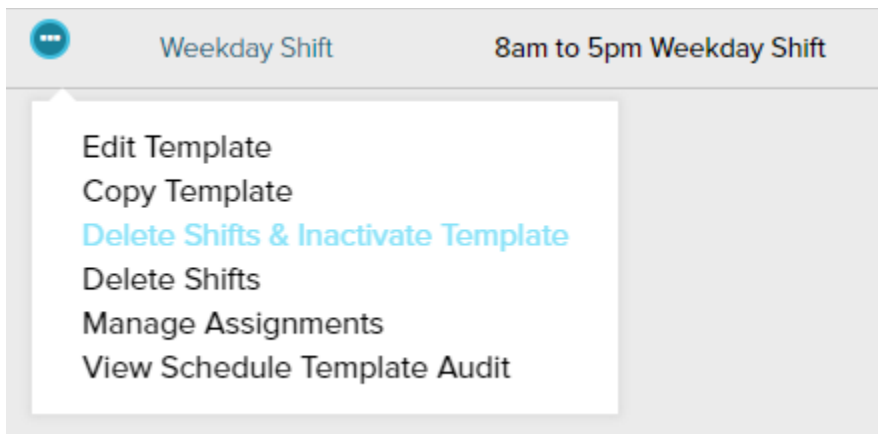 Weekday Shift 8am to 5pm Weekday Shift
Edit Template
Copy Template
Delete Shifts & Inactivate Template
Delete Shifts
Manage Assignments
View Schedule Template Audit